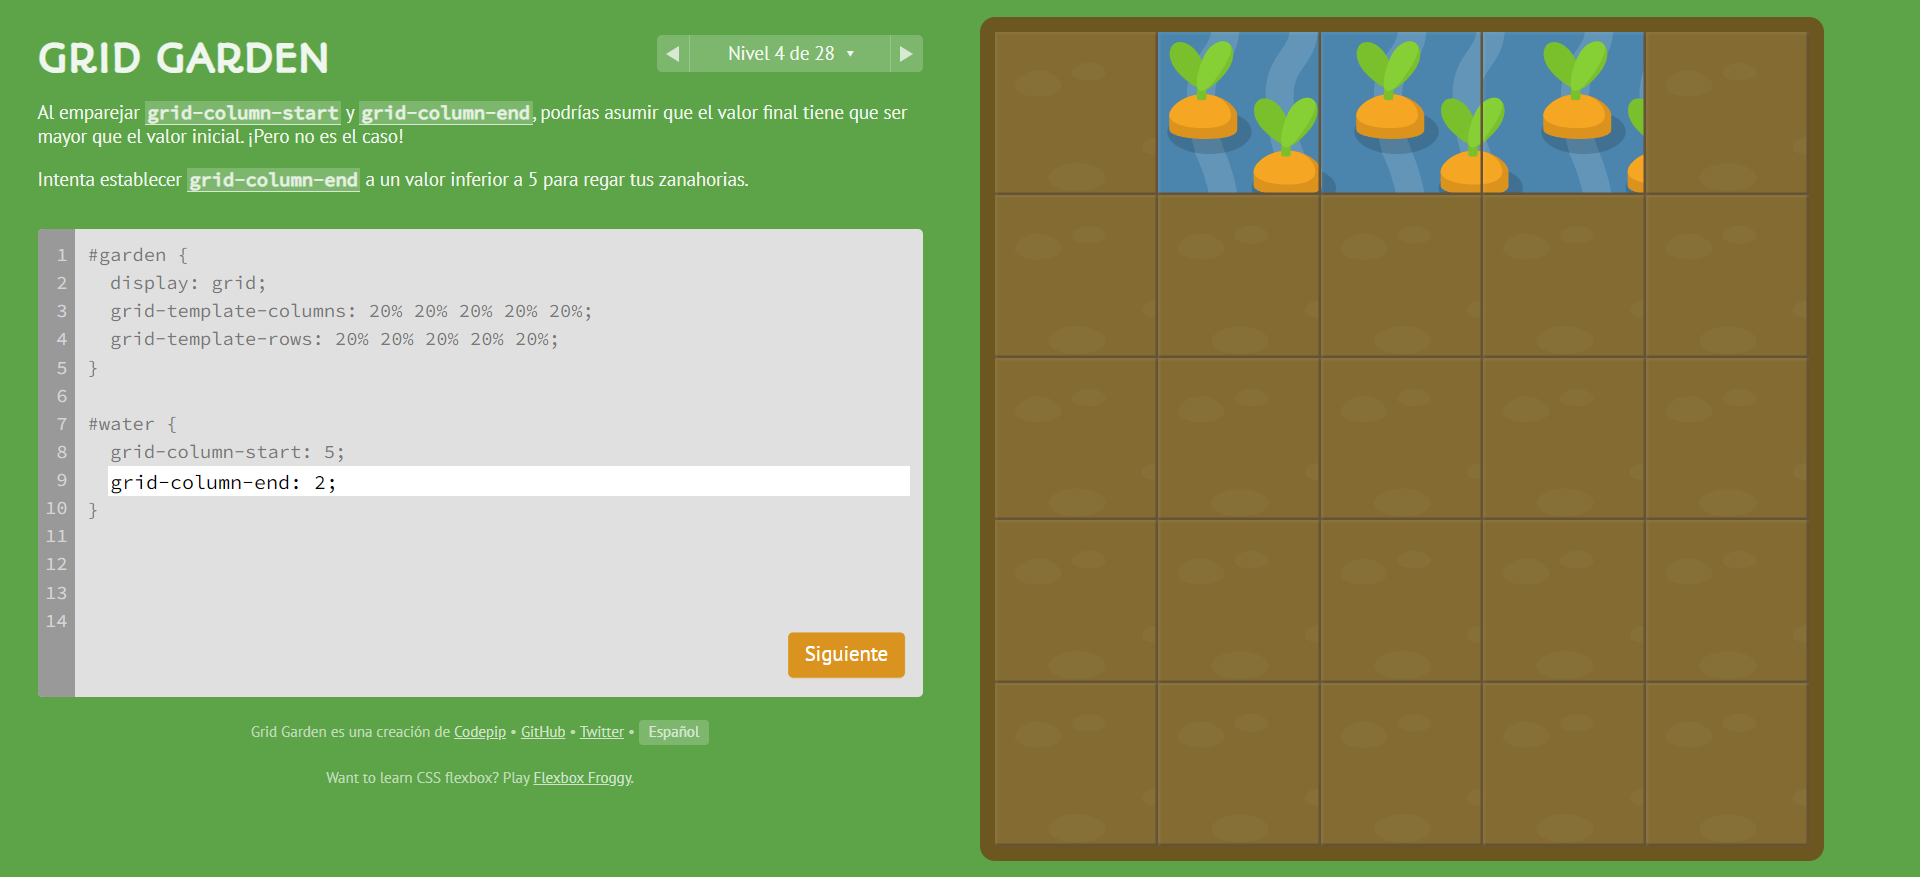 GRID GARDEN
Nivel 4 de 28
Al emparejar grid-column-start y grid-column-end, podrías asumir que el valor final tiene que ser
mayor que el valor inicial. ¡Pero no es el caso!
Intenta establecer grid-column-end a un valor inferior a 5 para regar tus zanahorias.
1 #garden {
2 display: grid;
3 grid-template-columns: 20% 20% 20% 20% 20%;
4 grid-template-rows: 20% 20% 20% 20% 20%;
5 }
6
7 #water {
8 grid-column-start: 5;
9 grid-column-end: 2;
10 }
11
12
13
14
Siguiente
Grid Garden es una creación de Codepip • GitHub • Twitter • Español
Want to learn CSS flexbox? Play Flexbox Froggy.